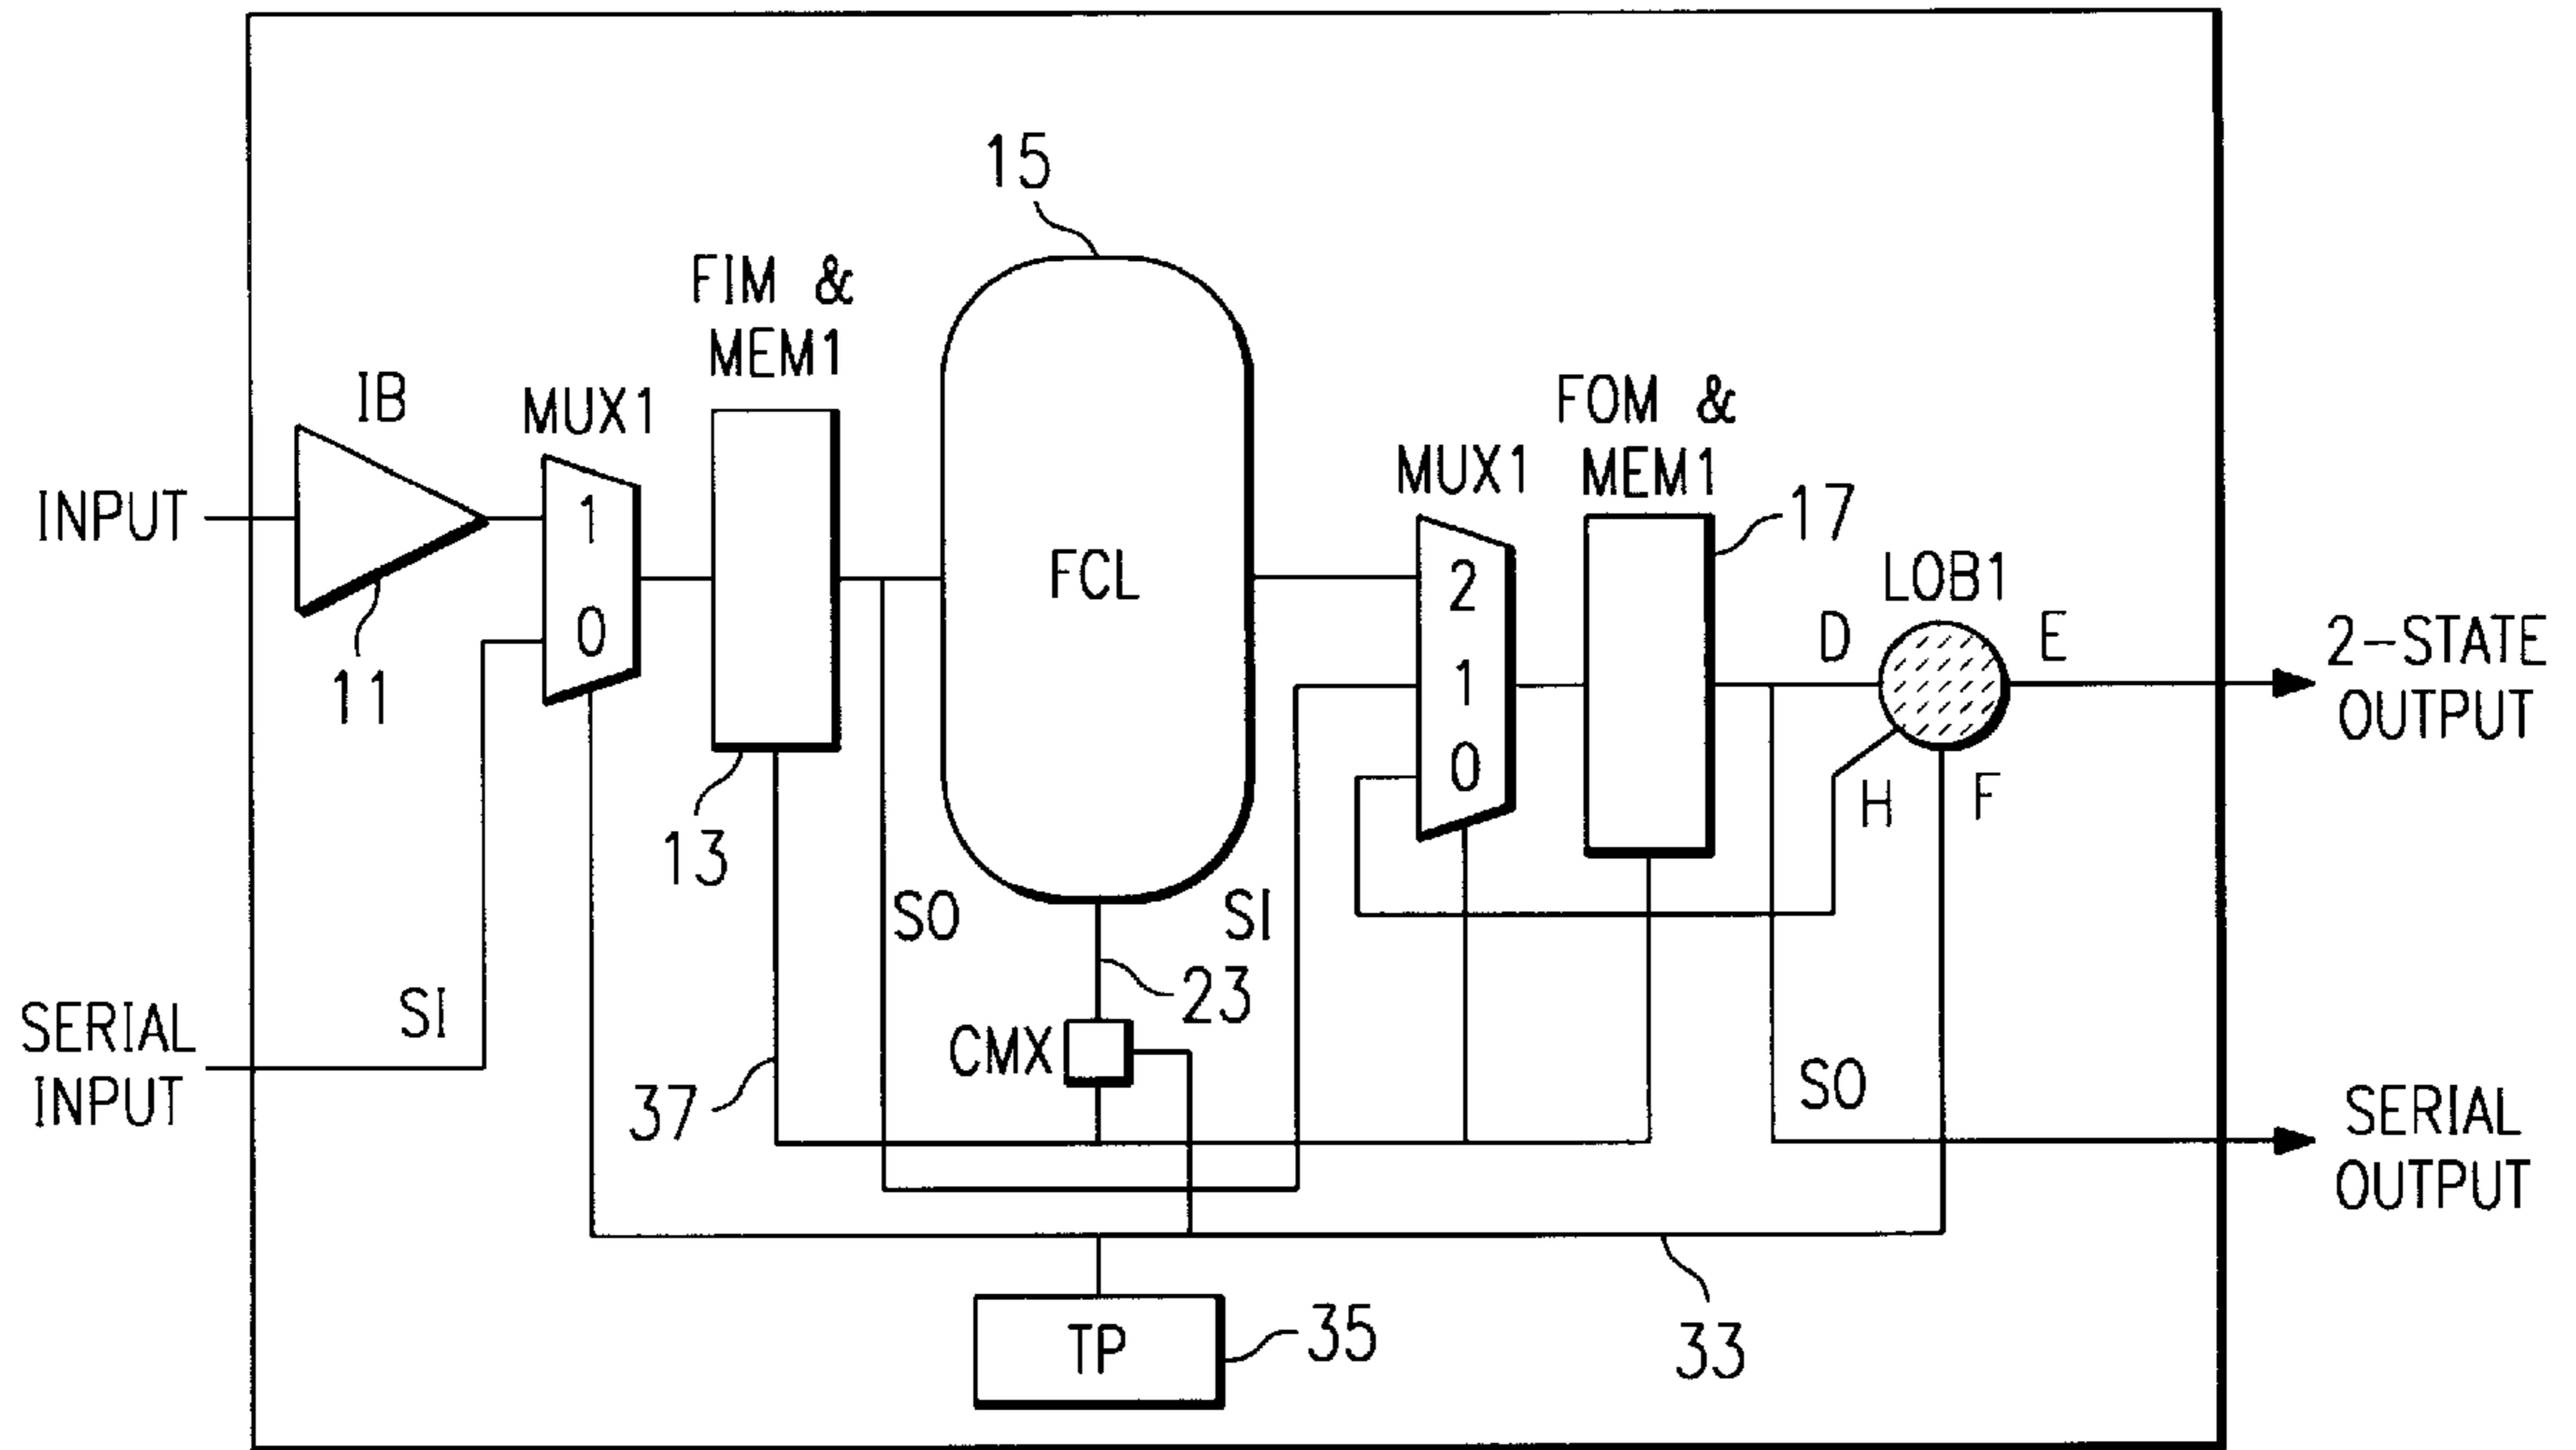 15
FIM &
MEM1
IB
MUX1
FOM &
MEM1
MUX1
17
INPUT
1
0
FCL
2
1
0
LOB1
D
E
2-STATE
OUTPUT
11
13
H
F
SO
SI
23
SI
SERIAL
INPUT
CMX
37
SO
SERIAL
OUTPUT
TP
35
33